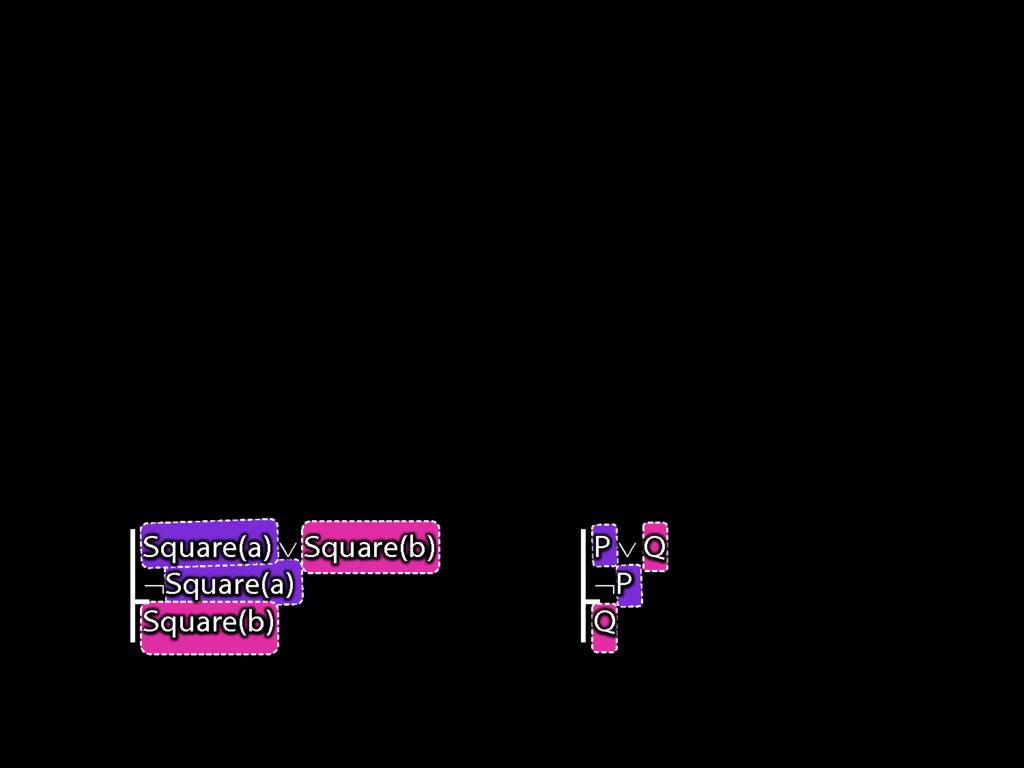 Square(a) ∨ Square(b)
¬Square(a)
Square(b)
P ∨ Q
¬P
Q